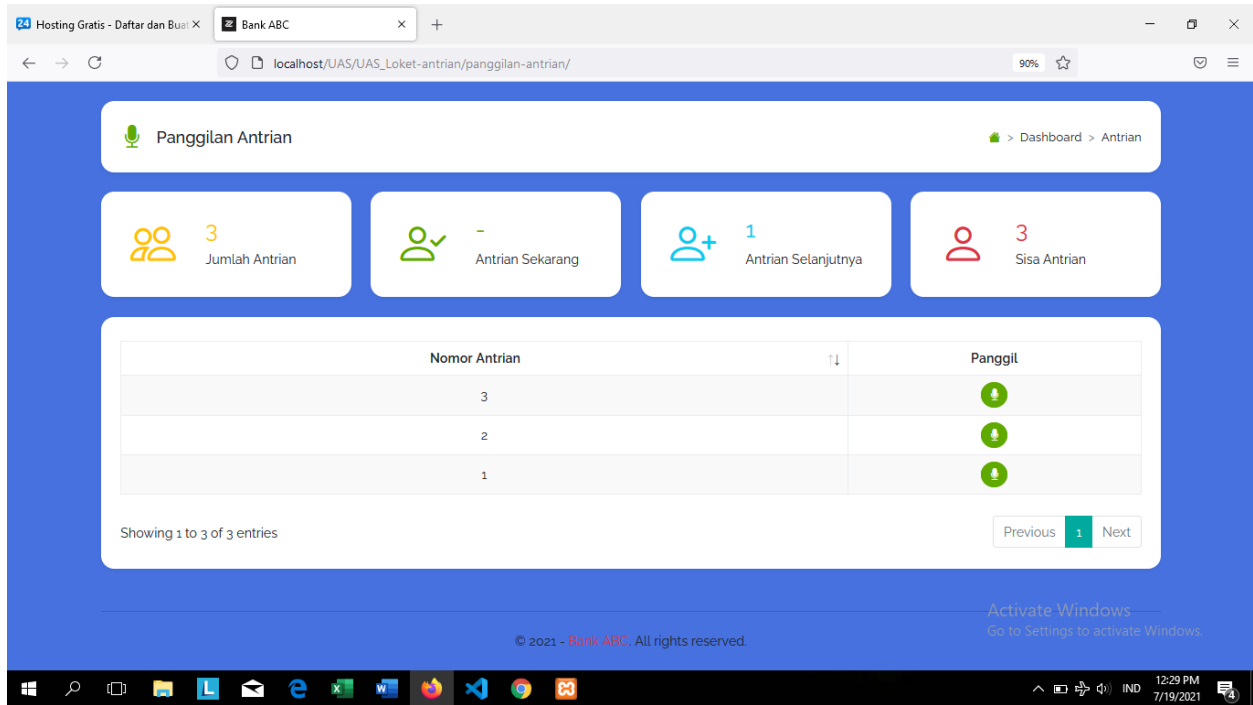 24 Hosting Gratis - Daftar dan Buat
Bank ABC
localhost/UAS/UAS_Loket-antrian/panggilan-antrian/
90%
Panggilan Antrian
> Dashboard > Antrian
3
Jumlah Antrian
-
Antrian Sekarang
1
Antrian Selanjutnya
3
Sisa Antrian
Nomor Antrian
Panggil
3
2
1
Showing 1 to 3 of 3 entries
Previous 1 Next
Activate Windows
Go to Settings to activate Windows.
© 2021 - Bank ABC. All rights reserved.
IND
12:29 PM
7/19/2021
4